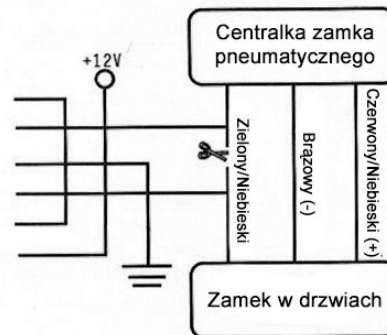 Centralka zamka
pneumatycznego
+12V
Zielony/Niebieski
Brązowy (-)
Czerwony/Niebieski (+)
Zamek w drzwiach